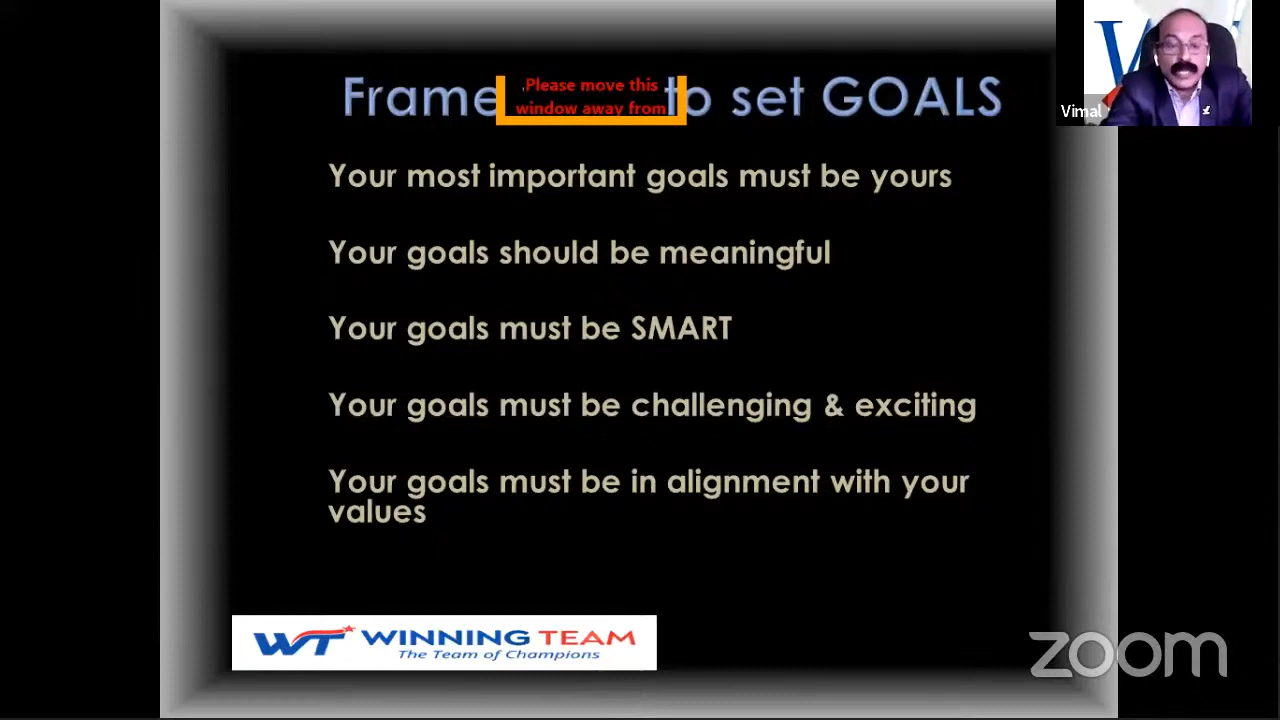 Frame to set GOALS
Please move this
window away from
Vimal
Your most important goals must be yours
Your goals should be meaningful
Your goals must be SMART
Your goals must be challenging & exciting
Your goals must be in alignment with your
values
WT WINNING TEAM
The Team of Champions
zoom